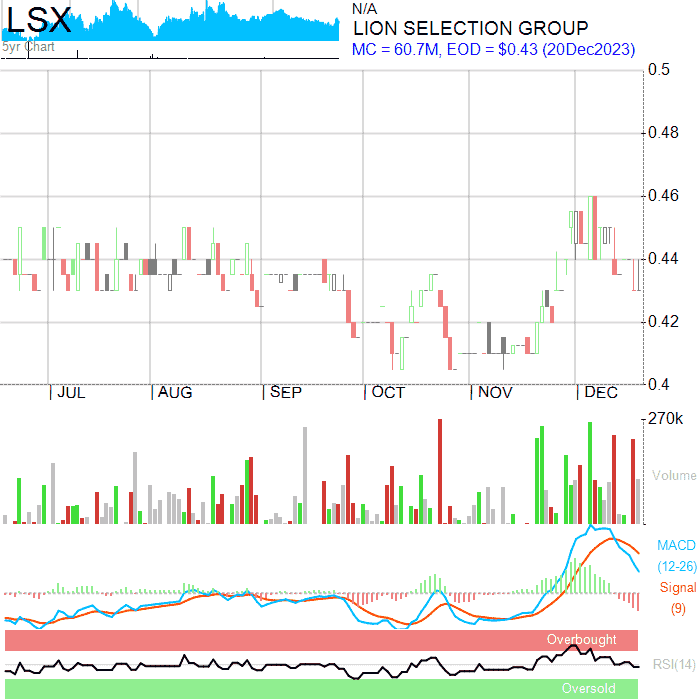 LSX
5yr Chart
N/A
LION SELECTION GROUP
MC = 60.7M, EOD = $0.43 (20Dec2023)
0.5
0.48
0.46
0.44
0.42
0.4
JUL AUG SEP OCT NOV DEC
270k
Volume
MACD
(12-26)
Signal
(9)
Overbought
RSI(14)
Oversold